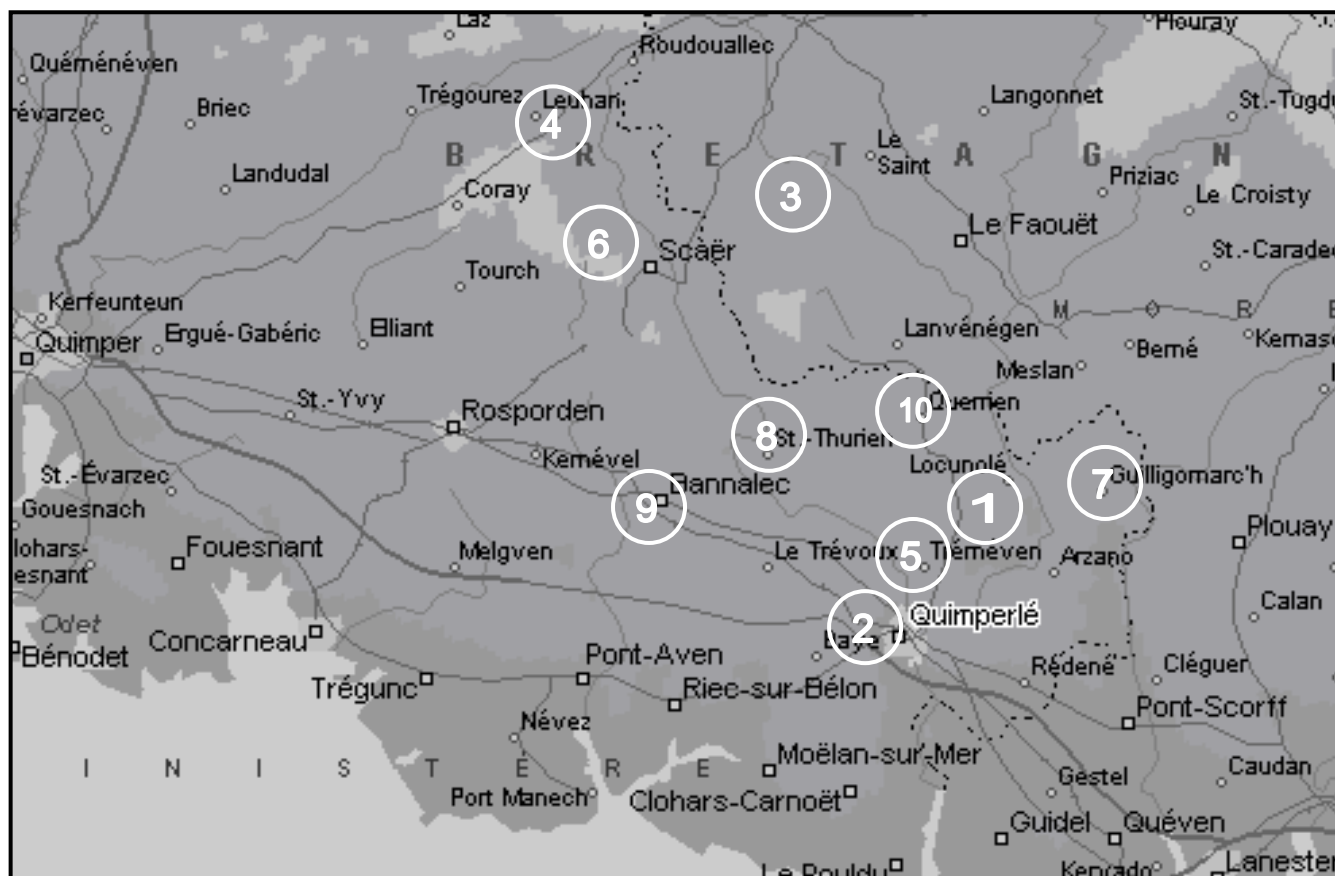 Laz
Plouray
Roudouallec
Quéménéven
Trégourez
Leuhan
Langonnet
St.-Tugdu
révarzec
Briec
4
Le
Saint
B R E T A G N
Landudal
Coray
3
Priziac
Le Croisty
Le Faouët
6
Scaër
St.-Caradec
Tourch
Kerfeunteun
M O R
Ergué-Gabéric
Elliant
Lanvénégen
Quimper
Berné
Kernasc
Meslan
St.-Yvy
Rosporden
10
Querrien
8
St.-Thurien
Kernével
Locunolé
St.-Évarzec
7
Guilligomarc'h
Bannalec
9
1
Gouesnach
Plouay
Fouesnant
lohars-
esnant
Melgven
Le Trévoux
5
Tréméven
Arzano
Calan
Quimperlé
Odet
Concarneau
2
Baye
Bénodet
Pont-Aven
Rédené
Cléguer
Trégunc
Riec-sur-Bélon
Pont-Scorff
Névez
Moëlan-sur-Mer
I N I S T È R E
Caudan
Gestel
Port Manech
Clohars-Carnoët
Guidel
Quéven
Le Pouldu
Lanester